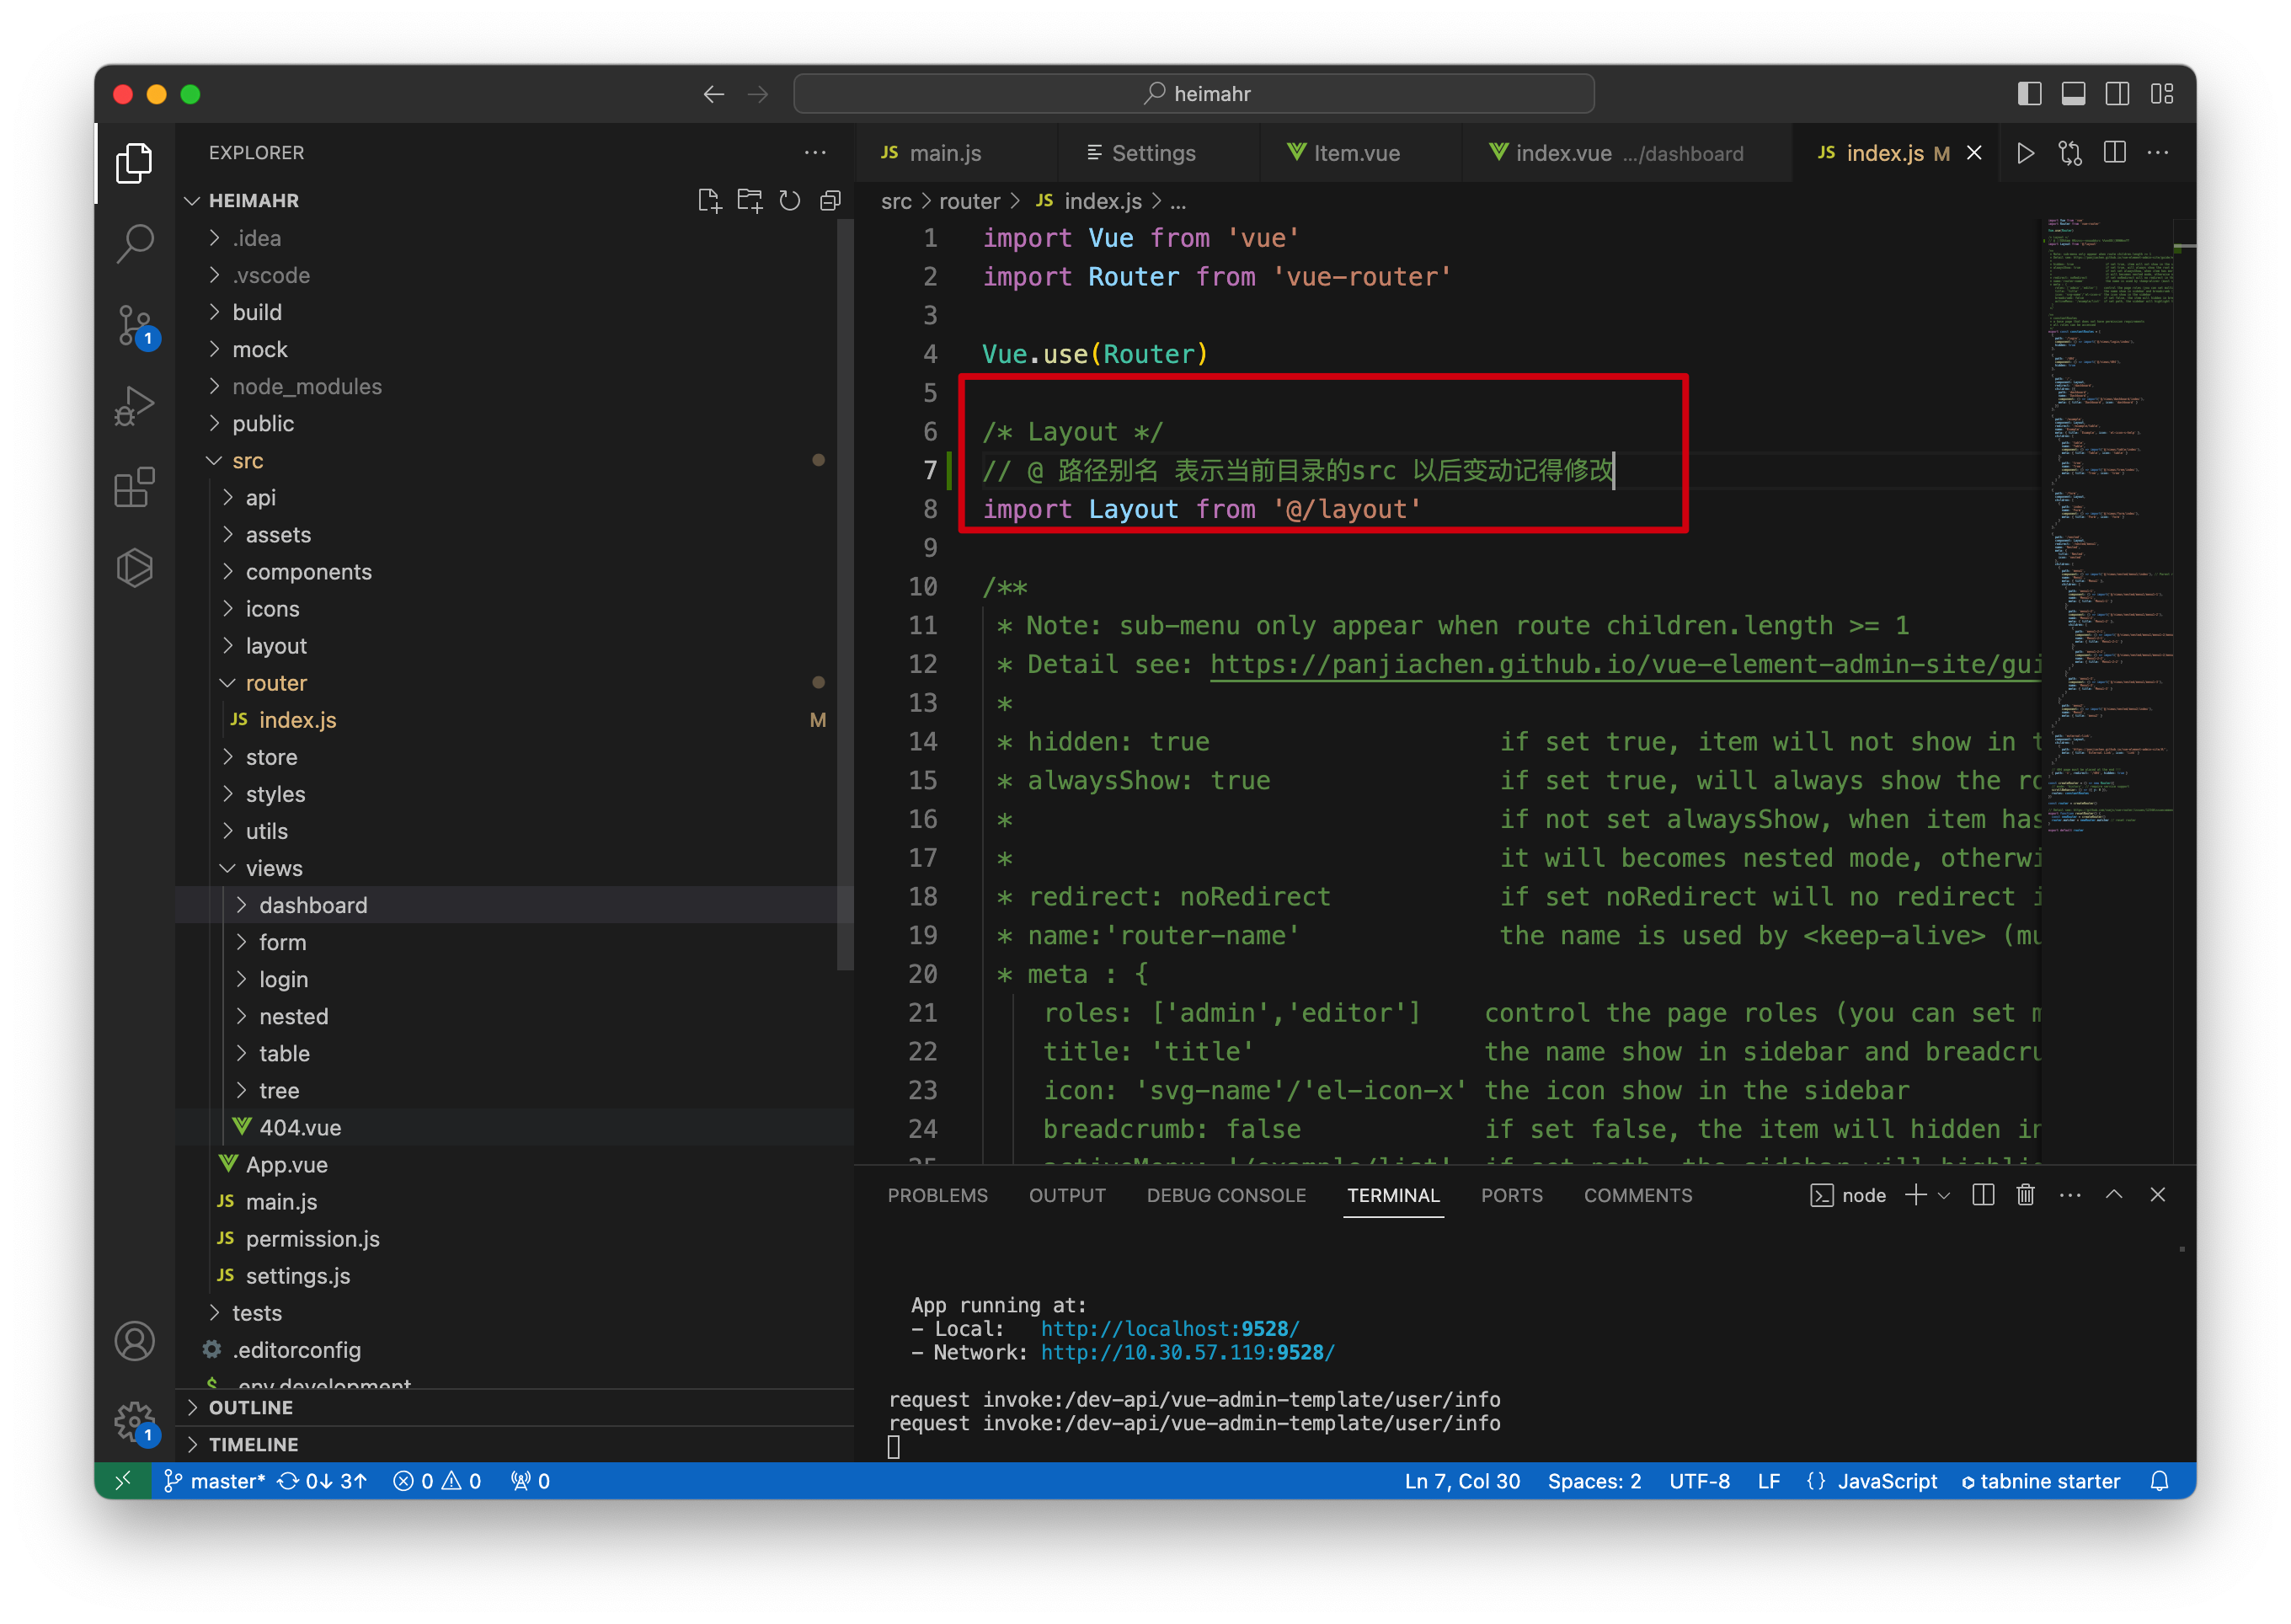 heimahr
EXPLORER
HEIMAHR
.idea
.vscode
build
mock
node_modules
public
src
api
assets
components
icons
layout
router
JS index.js M
store
styles
utils
views
dashboard
form
login
nested
table
tree
404.vue
App.vue
JS main.js
JS permission.js
JS settings.js
tests
.editorconfig
$ .env.development
OUTLINE
TIMELINE
1
1
JS main.js
Settings
Item.vue
index.vue .../dashboard
JS index.js M
src > router > JS index.js > ...
1 import Vue from 'vue'
2 import Router from 'vue-router'
3
4 Vue.use(Router)
5
6 /* Layout */
7 // @ 路径别名 表示当前目录的src 以后变动记得修改
8 import Layout from '@/layout'
9
10 /**
11 * Note: sub-menu only appear when route children.length >= 1
12 * Detail see: https://panjiachen.github.io/vue-element-admin-site/gui
13 *
14 * hidden: true if set true, item will not show in t
15 * alwaysShow: true if set true, will always show the ro
16 * if not set alwaysShow, when item has
17 * it will becomes nested mode, otherwi
18 * redirect: noRedirect if set noRedirect will no redirect i
19 * name:'router-name' the name is used by <keep-alive> (mu
20 * meta : {
21 roles: ['admin','editor'] control the page roles (you can set m
22 title: 'title' the name show in sidebar and breadcru
23 icon: 'svg-name'/'el-icon-x' the icon show in the sidebar
24 breadcrumb: false if set false, the item will hidden in
25 activeMenu: '/example/list' if set path, the sidebar will highlig
PROBLEMS OUTPUT DEBUG CONSOLE TERMINAL PORTS COMMENTS
node
App running at:
- Local: http://localhost:9528/
- Network: http://10.30.57.119:9528/
request invoke:/dev-api/vue-admin-template/user/info
request invoke:/dev-api/vue-admin-template/user/info
master* 0↓ 3↑ 0 0 0
Ln 7, Col 30 Spaces: 2 UTF-8 LF {} JavaScript tabnine starter